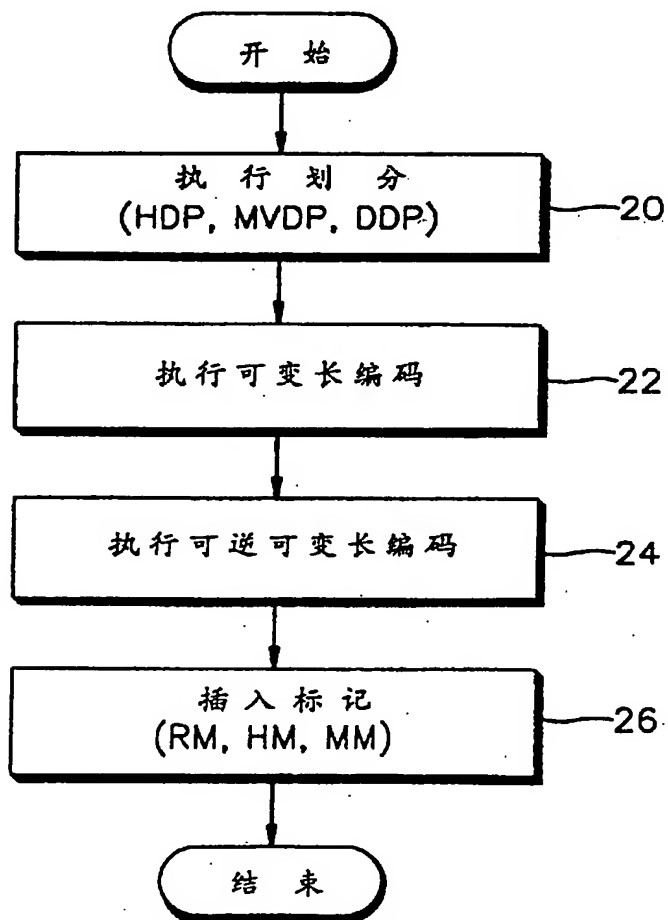 开始
执行划分
(HDP, MVDP, DDP)
20
执行可变长编码
22
执行可逆可变长编码
24
插入标记
(RM, HM, MM)
26
结束